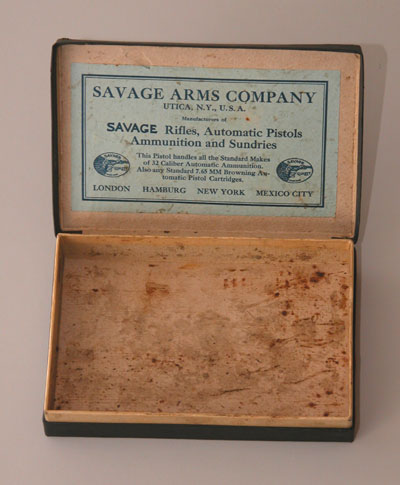 SAVAGE ARMS COMPANY
UTICA, N.Y., U.S.A.
Manufacturers of
SAVAGE Rifles, Automatic Pistols
Ammunition and Sundries
This Pistol handles all the Standard Makes
of 32 Caliber Automatic Ammunition.
Also any Standard 7.65 MM Browning Au-
tomatic Pistol Cartridges.
LONDON HAMBURG NEW YORK MEXICO CITY